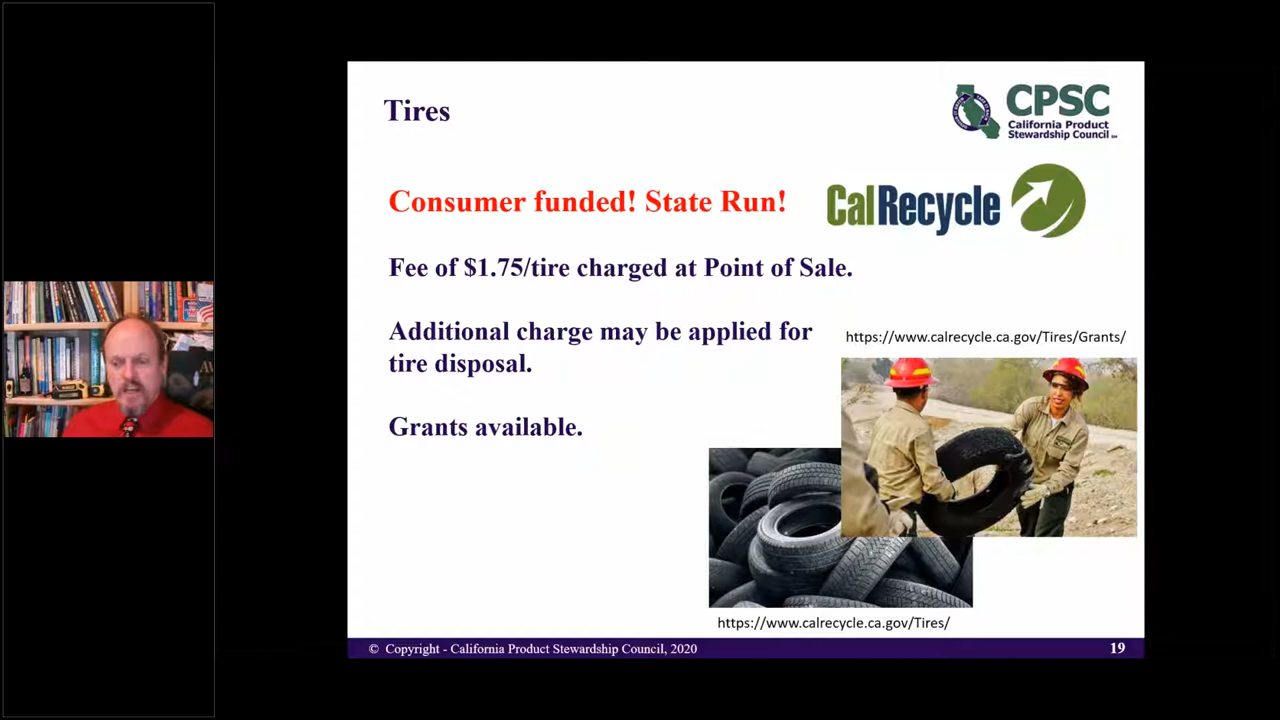 Tires
CPSC
California Product
Stewardship Council
Consumer funded! State Run!
CalRecycle
Fee of $1.75/tire charged at Point of Sale.
Additional charge may be applied for
tire disposal.
https://www.calrecycle.ca.gov/Tires/Grants/
Grants available.
https://www.calrecycle.ca.gov/Tires/
© Copyright - California Product Stewardship Council, 2020
19